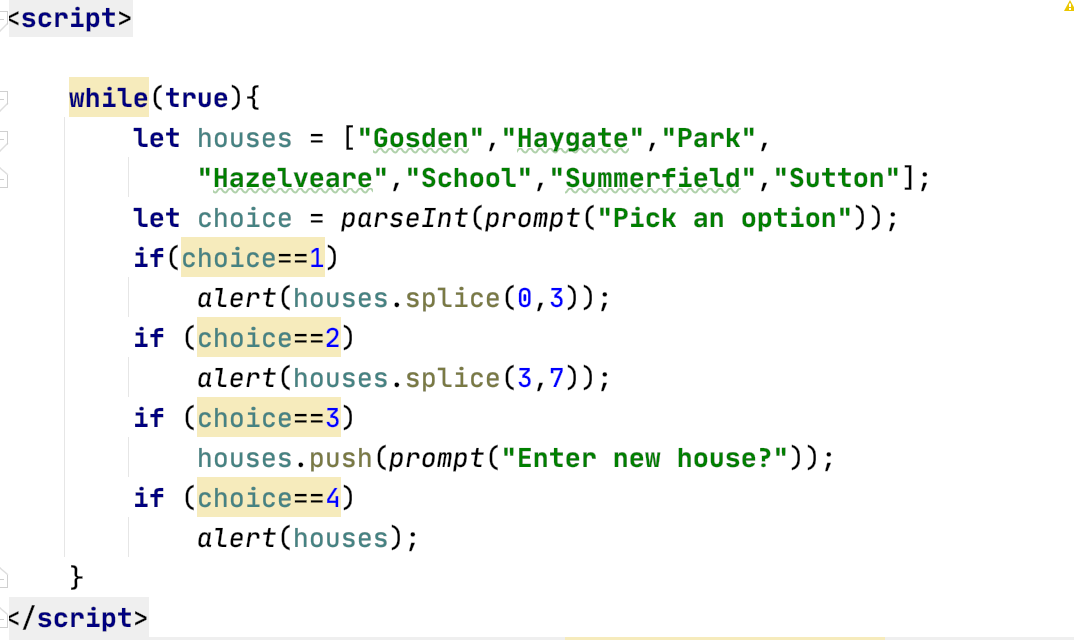 <script>
while(true){
let houses = ["Gosden","Haygate","Park",
"Hazelveare","School","Summerfield","Sutton"];
let choice = parseInt(prompt("Pick an option"));
if(choice==1)
alert(houses.splice(0,3));
if (choice==2)
alert(houses.splice(3,7));
if (choice==3)
houses.push(prompt("Enter new house?"));
if (choice==4)
alert(houses);
}
</script>